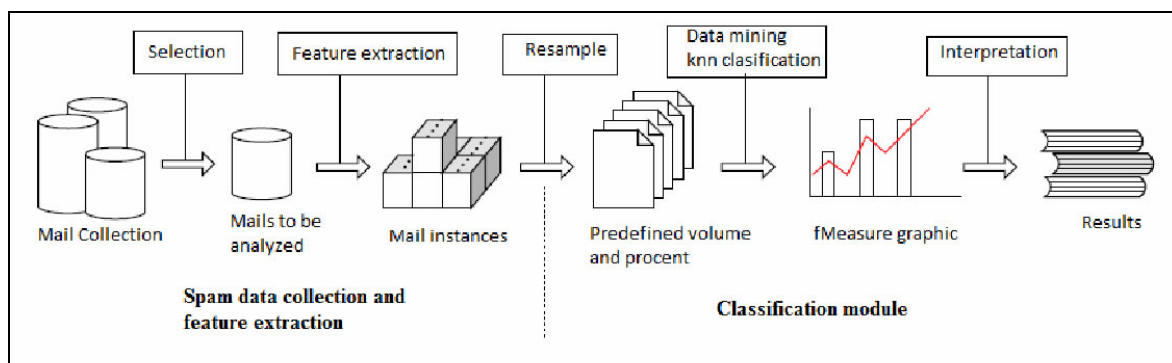 Selection
Feature extraction
Resample
Data mining
knn clasification
Interpretation
Mail Collection
Mails to be
analyzed
Mail instances
Predefined volume
and procent
fMeasure graphic
Results
Spam data collection and
feature extraction
Classification module